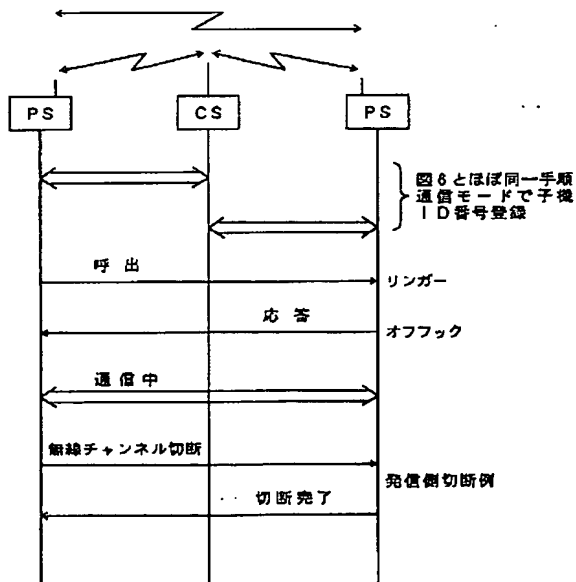 PS
CS
PS
図6とほぼ同一手順
通信モードで子機
ID番号登録
呼出
リンガー
応答
オフフック
通信中
無線チャンネル切断
発信側切断例
切断完了